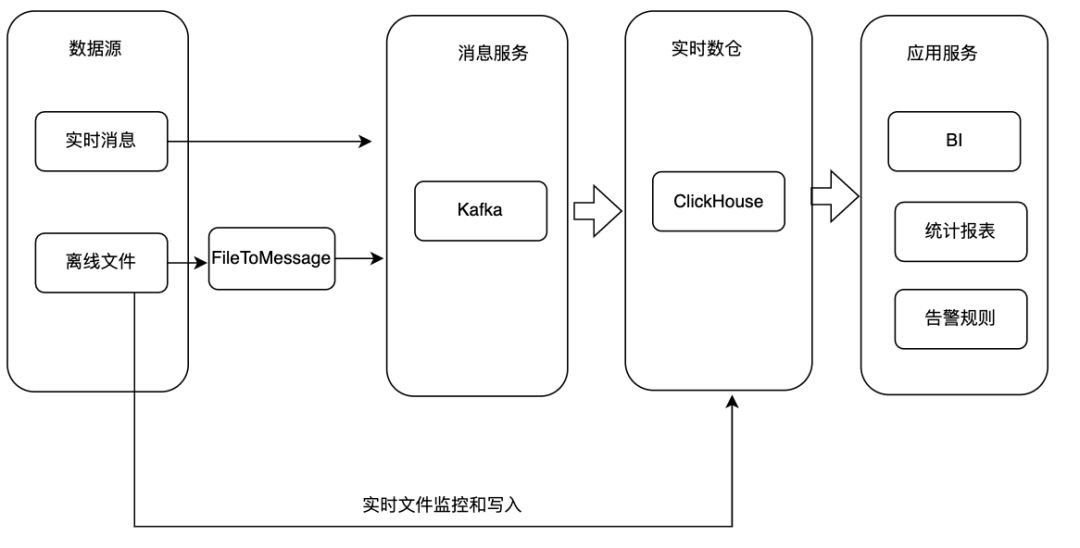 数据源
实时消息
离线文件
FileToMessage
消息服务
Kafka
实时数仓
ClickHouse
应用服务
BI
统计报表
告警规则
实时文件监控和写入